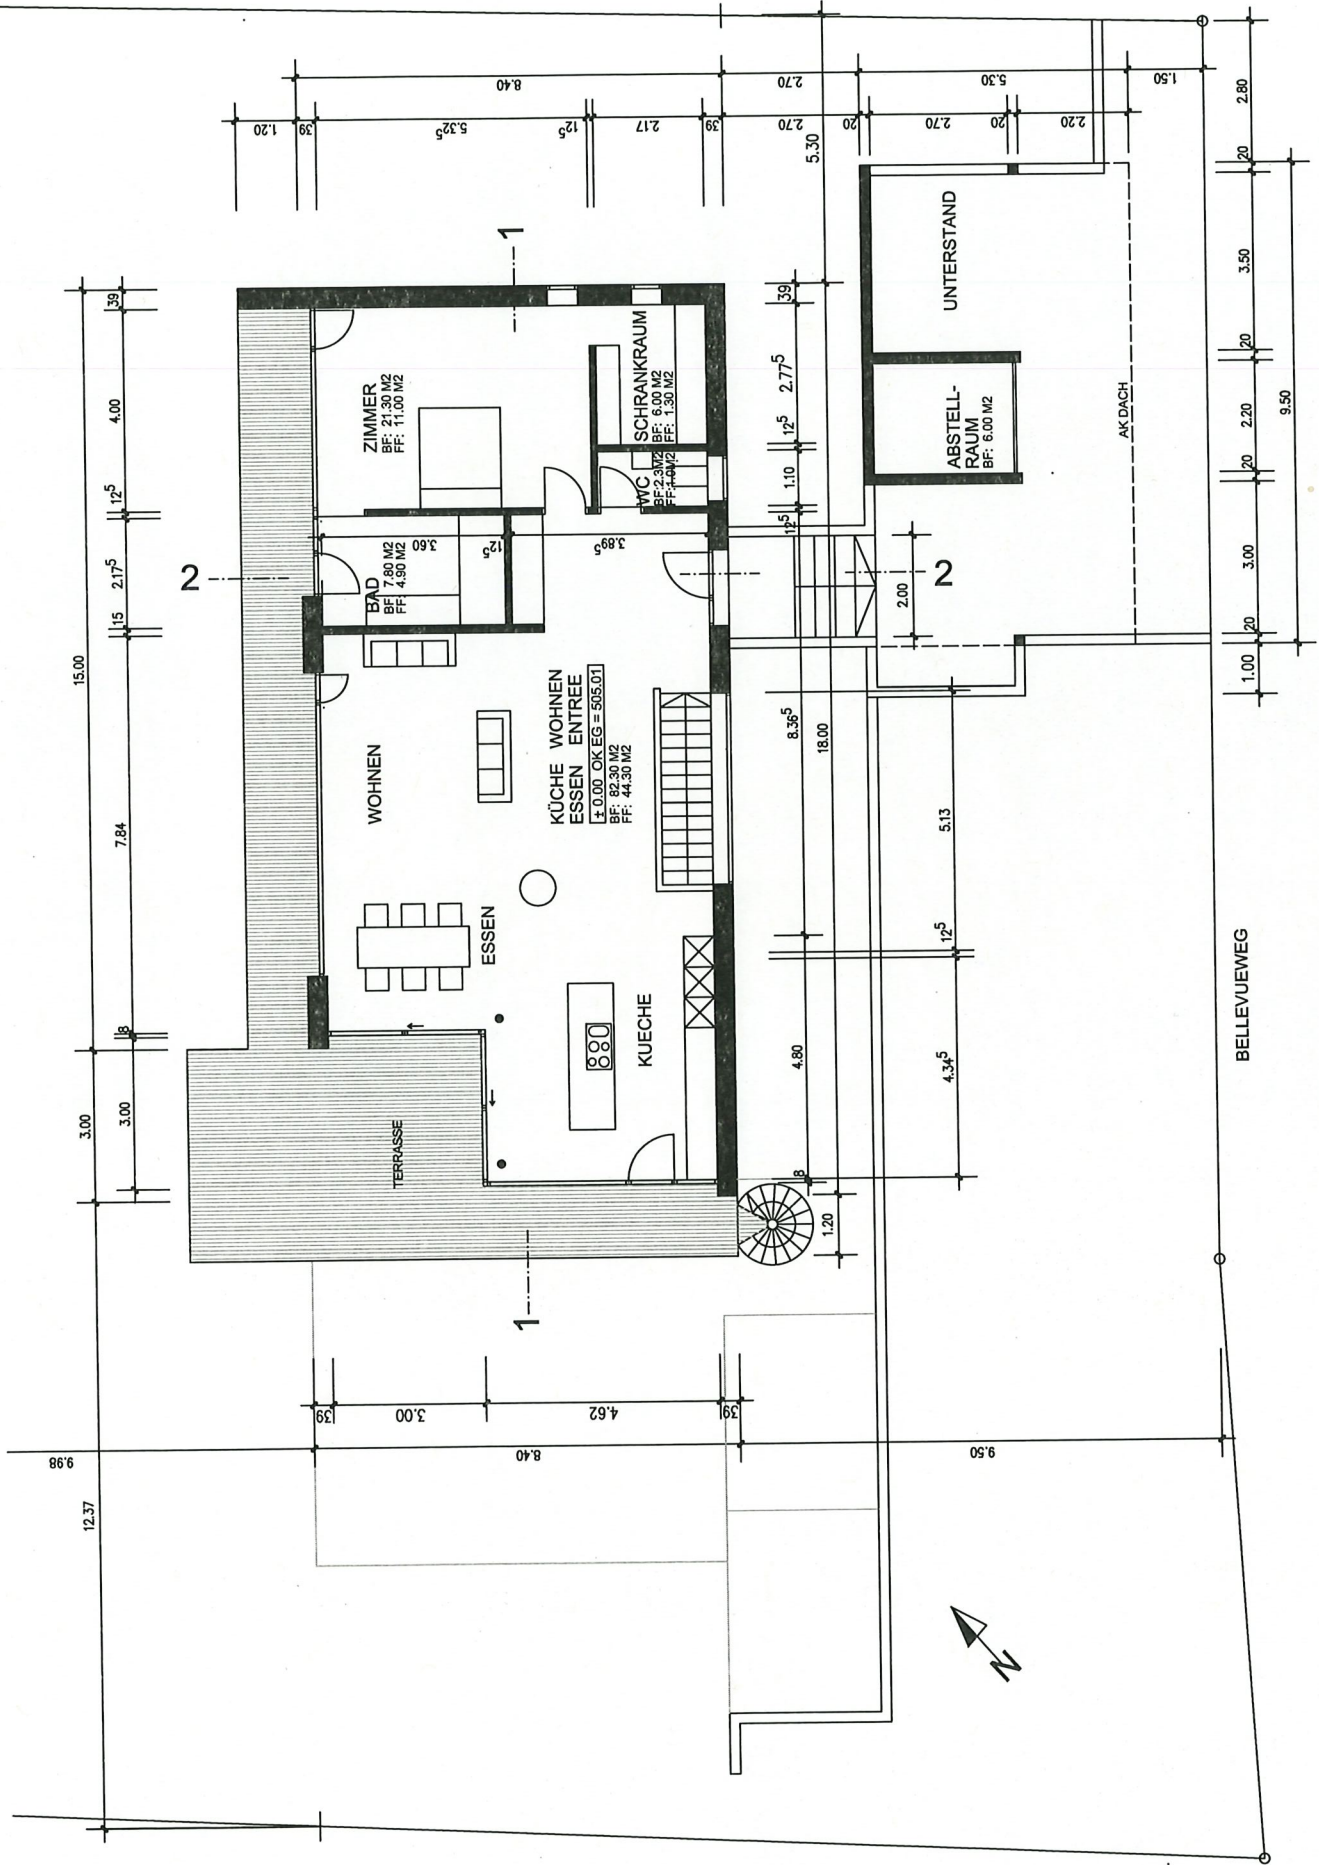 15.00
3.00
12.37
39
4.00
12⁵
2.17⁵
15
7.84
8
3.00
9.98
8.40
2.70
5.30
1.50
1.20
39
5.32⁵
12⁵
2.17
39
2.70
20
2.70
20
2.20
5.30
2.80
20
3.50
20
2.20
20
3.00
20
1.00
9.50
1
1
2
2
ZIMMER
BF: 21.30 M2
FF: 11.00 M2
SCHRANKRAUM
BF: 6.00 M2
FF: 1.30 M2
WC
BF:2.3M2
FF:1.0M2
BAD
BF: 7.80 M2
FF: 4.90 M2
3.60
12⁵
3.89⁵
WOHNEN
KÜCHE WOHNEN
ESSEN ENTREE
± 0.00 OK EG = 505.01
BF: 82.30 M2
FF: 44.30 M2
ESSEN
KUECHE
TERRASSE
UNTERSTAND
ABSTELL-
RAUM
BF: 6.00 M2
AK DACH
39
2.77⁵
12⁵
1.10
12⁵
8.36⁵
4.80
8
18.00
1.20
2.00
5.13
12⁵
4.34⁵
BELLEVUEWEG
39
3.00
4.62
39
8.40
9.50
N